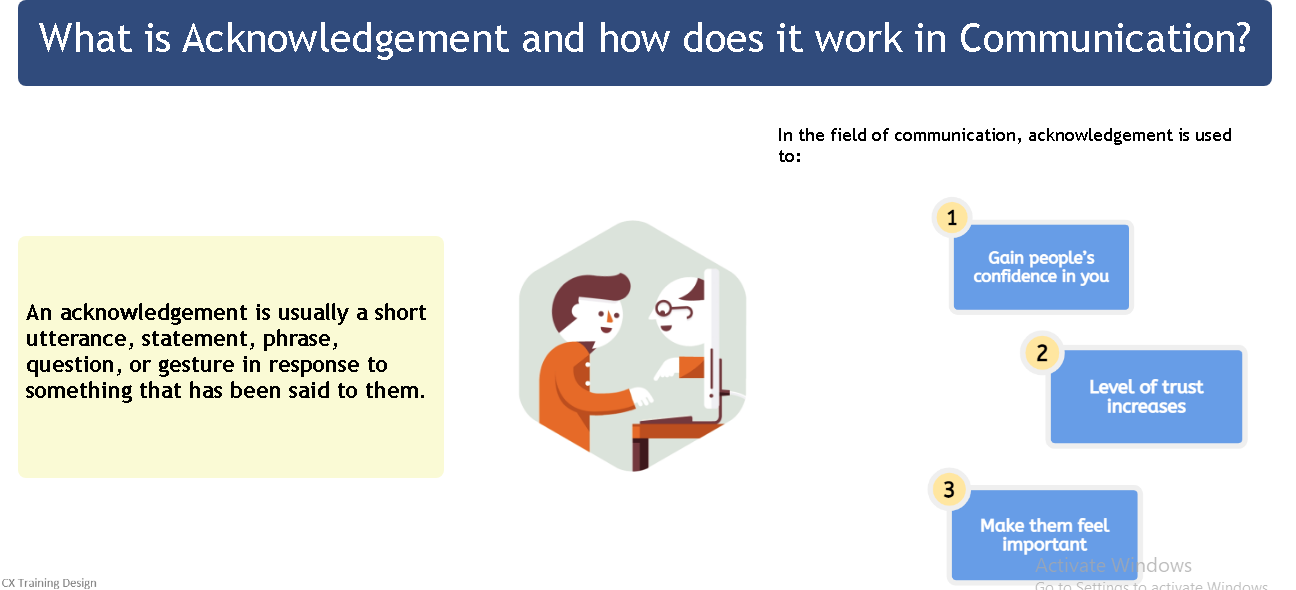 What is Acknowledgement and how does it work in Communication?
In the field of communication, acknowledgement is used
to:
An acknowledgement is usually a short
utterance, statement, phrase,
question, or gesture in response to
something that has been said to them.
1
Gain people's
confidence in you
2
Level of trust
increases
3
Make them feel
important
Activate Windows
Go to Settings to activate Windows.
CX Training Design